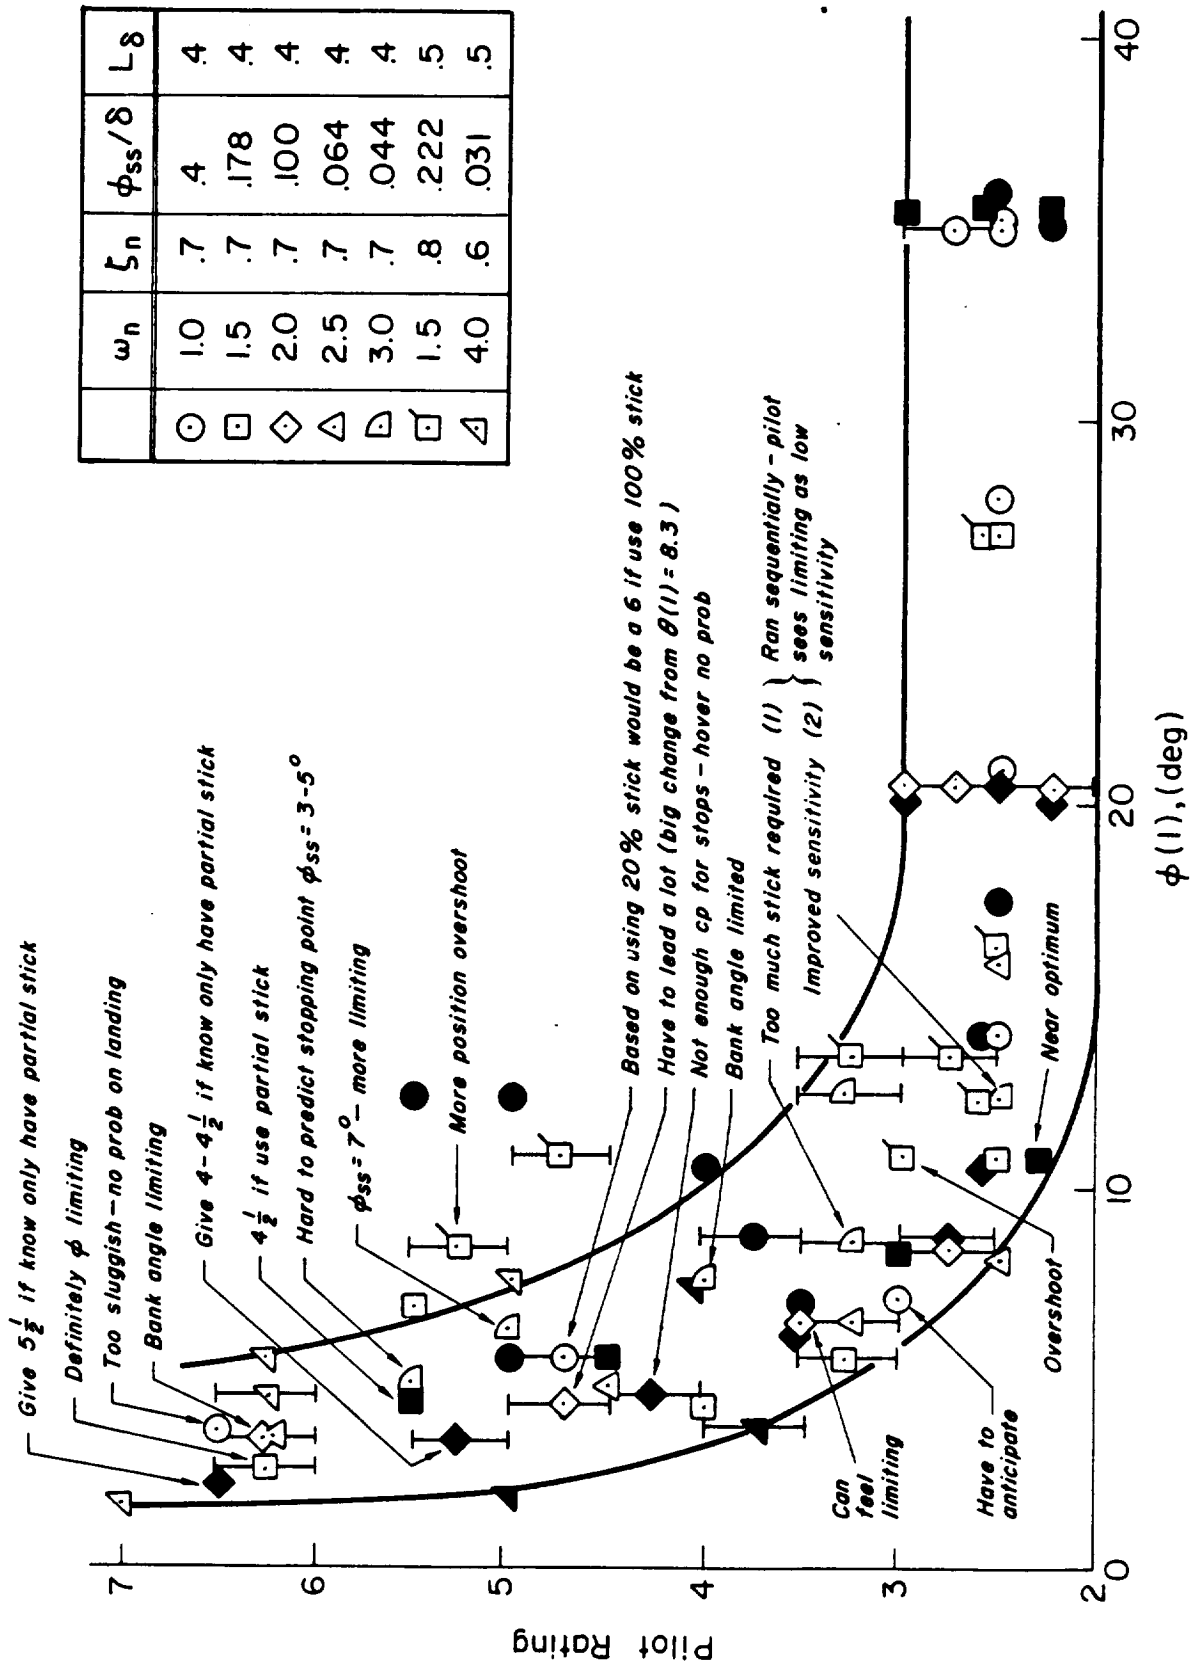 ωn ζn ϕss/δ Lδ
1.0 .7 .4 .4
1.5 .7 .178 .4
2.0 .7 .100 .4
2.5 .7 .064 .4
3.0 .7 .044 .4
1.5 .8 .222 .5
4.0 .6 .031 .5
Give 5 1/2 if know only have partial stick
Definitely ϕ limiting
Too sluggish–no prob on landing
Bank angle limiting
Give 4-4 1/2 if know only have partial stick
4 1/2 if use partial stick
Hard to predict stopping point ϕss = 3-5°
ϕss = 7° – more limiting
More position overshoot
Based on using 20% stick would be a 6 if use 100% stick
Have to lead a lot (big change from θ(1) = 8.3)
Not enough cp for stops – hover no prob
Bank angle limited
Too much stick required (1)
Improved sensitivity (2)
Ran sequentially – pilot
sees limiting as low
sensitivity
Near optimum
Overshoot
Can
feel
limiting
Have to
anticipate
Pilot Rating
7
6
5
4
3
2
0
10
20
30
40
ϕ(1), (deg)